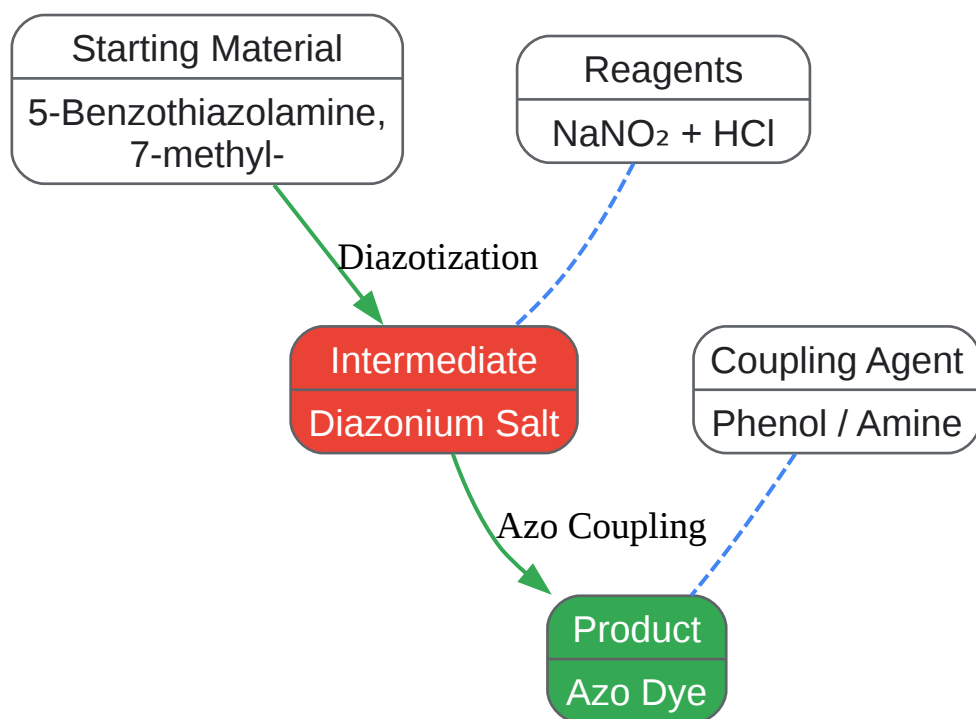 Starting Material
5-Benzothiazolamine,
7-methyl-
Reagents
NaNO₂ + HCl
Diazotization
Intermediate
Diazonium Salt
Coupling Agent
Phenol / Amine
Azo Coupling
Product
Azo Dye